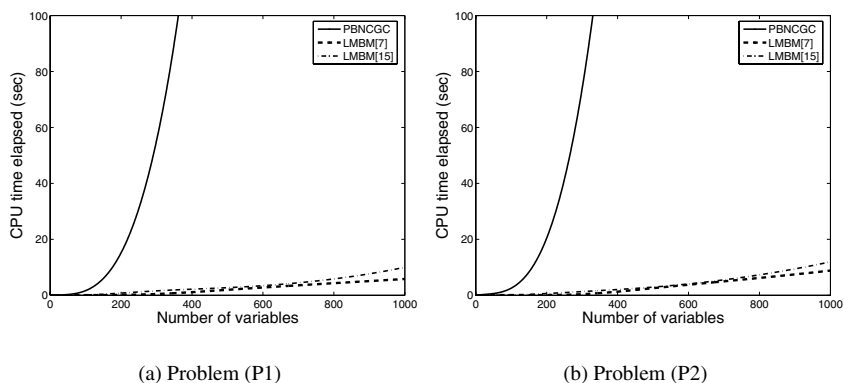 100
80
60
40
20
0
CPU time elapsed (sec)
0 200 400 600 800 1000
Number of variables
PBNCGC
LMBM[7]
LMBM[15]
(a) Problem (P1)
100
80
60
40
20
0
CPU time elapsed (sec)
0 200 400 600 800 1000
Number of variables
PBNCGC
LMBM[7]
LMBM[15]
(b) Problem (P2)